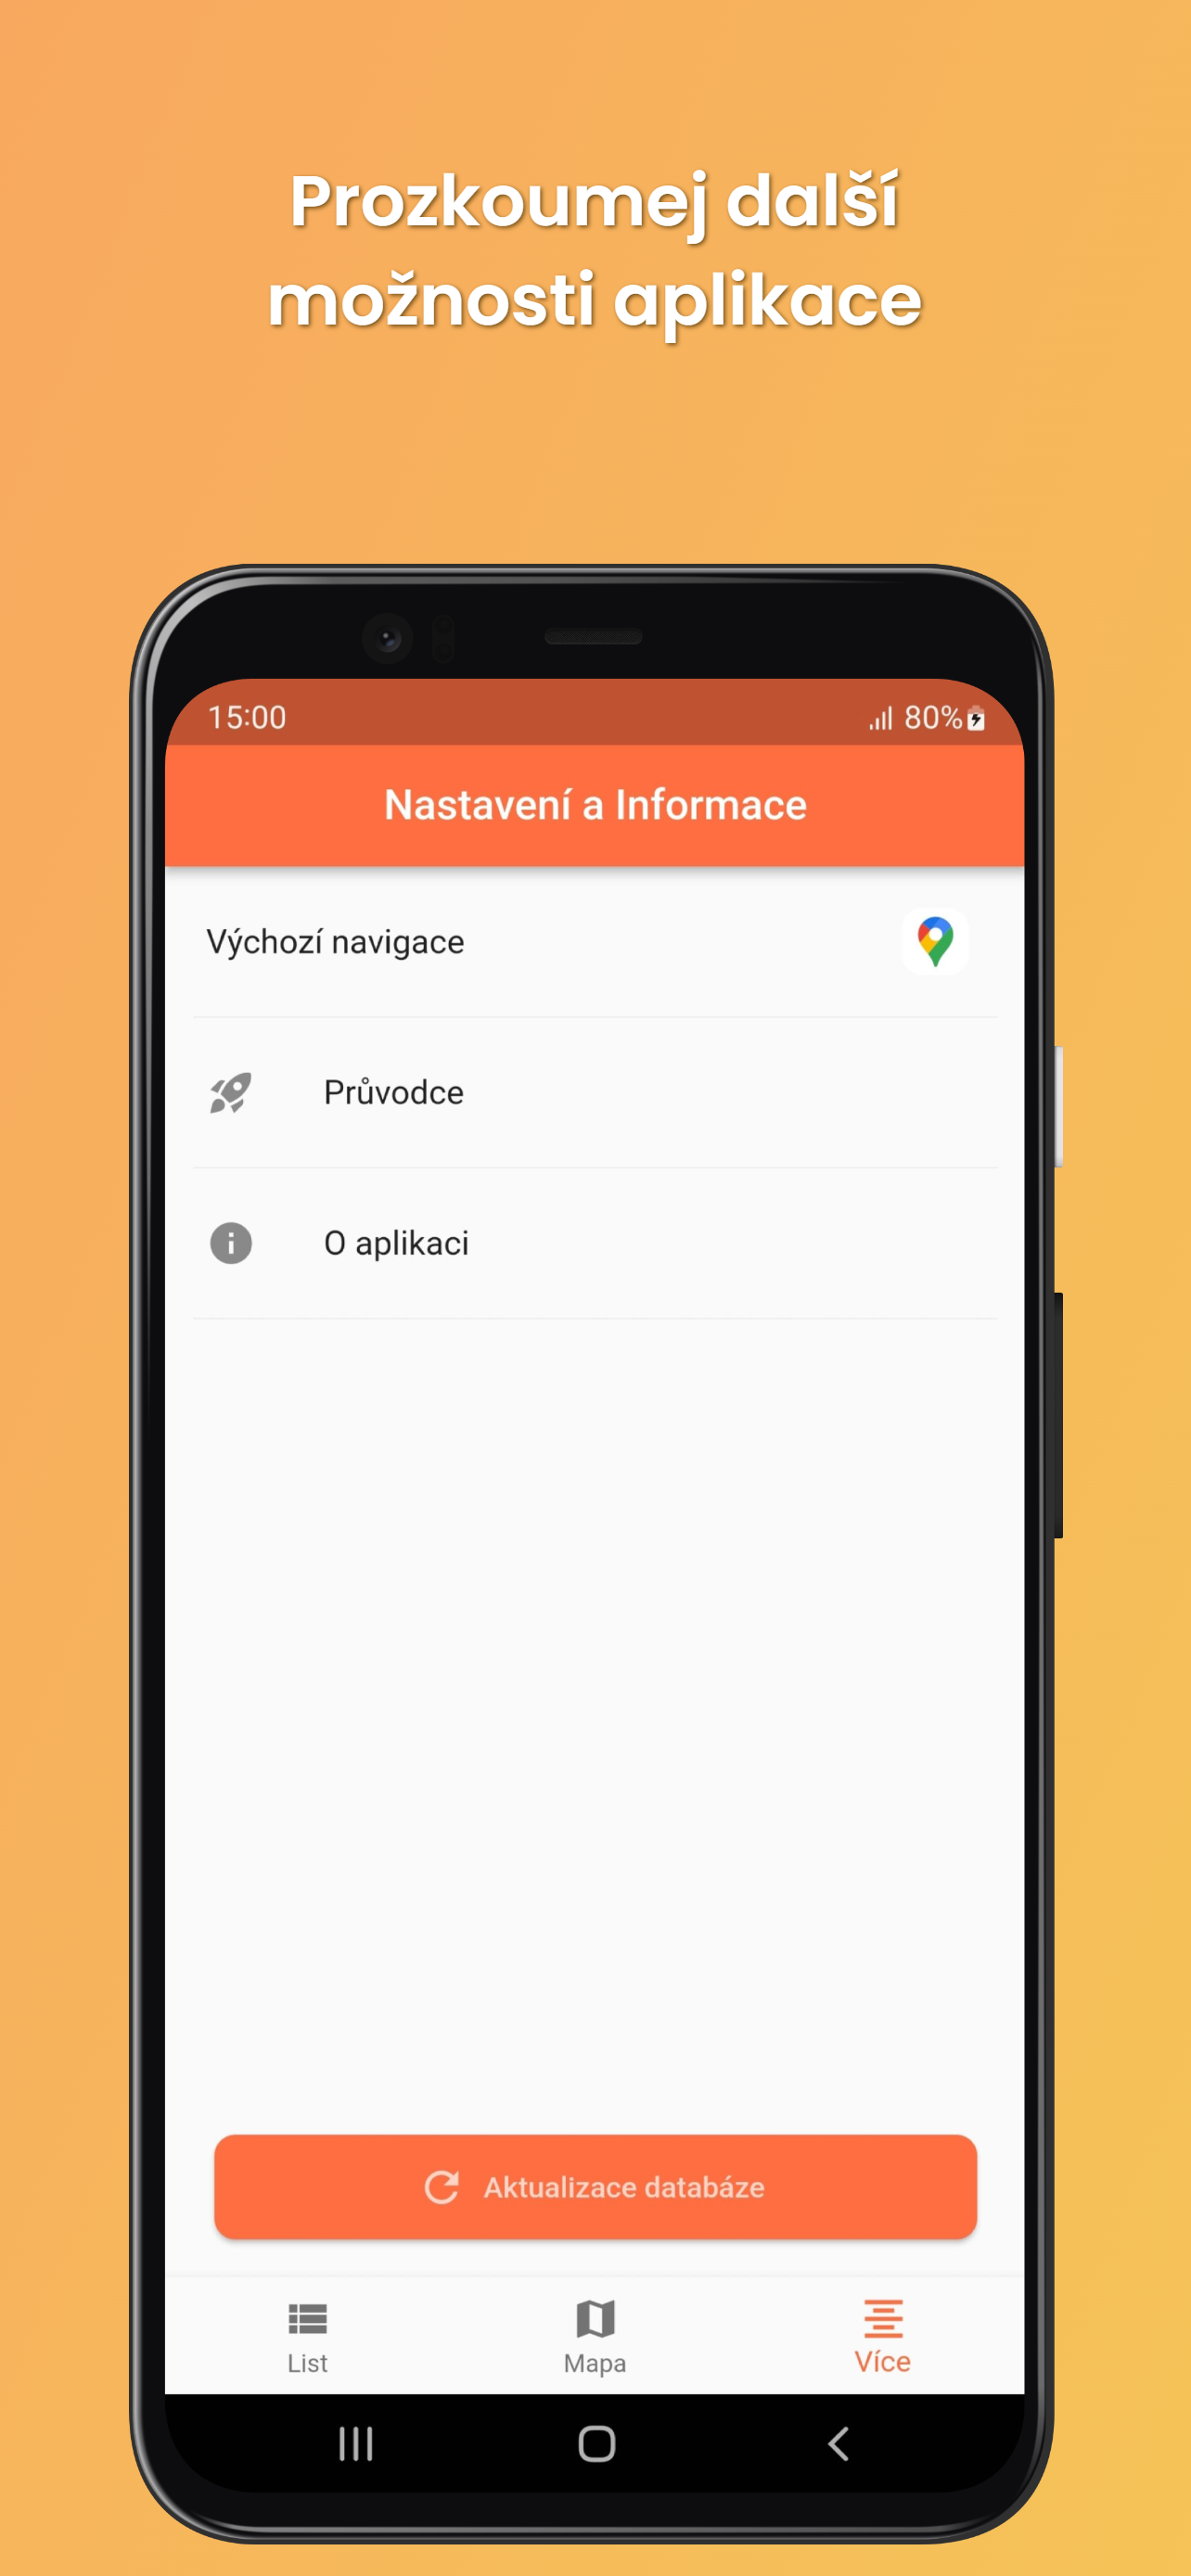 Prozkoumej další
možnosti aplikace
15:00 80%
Nastavení a Informace
Výchozí navigace
Průvodce
O aplikaci
Aktualizace databáze
List Mapa Více